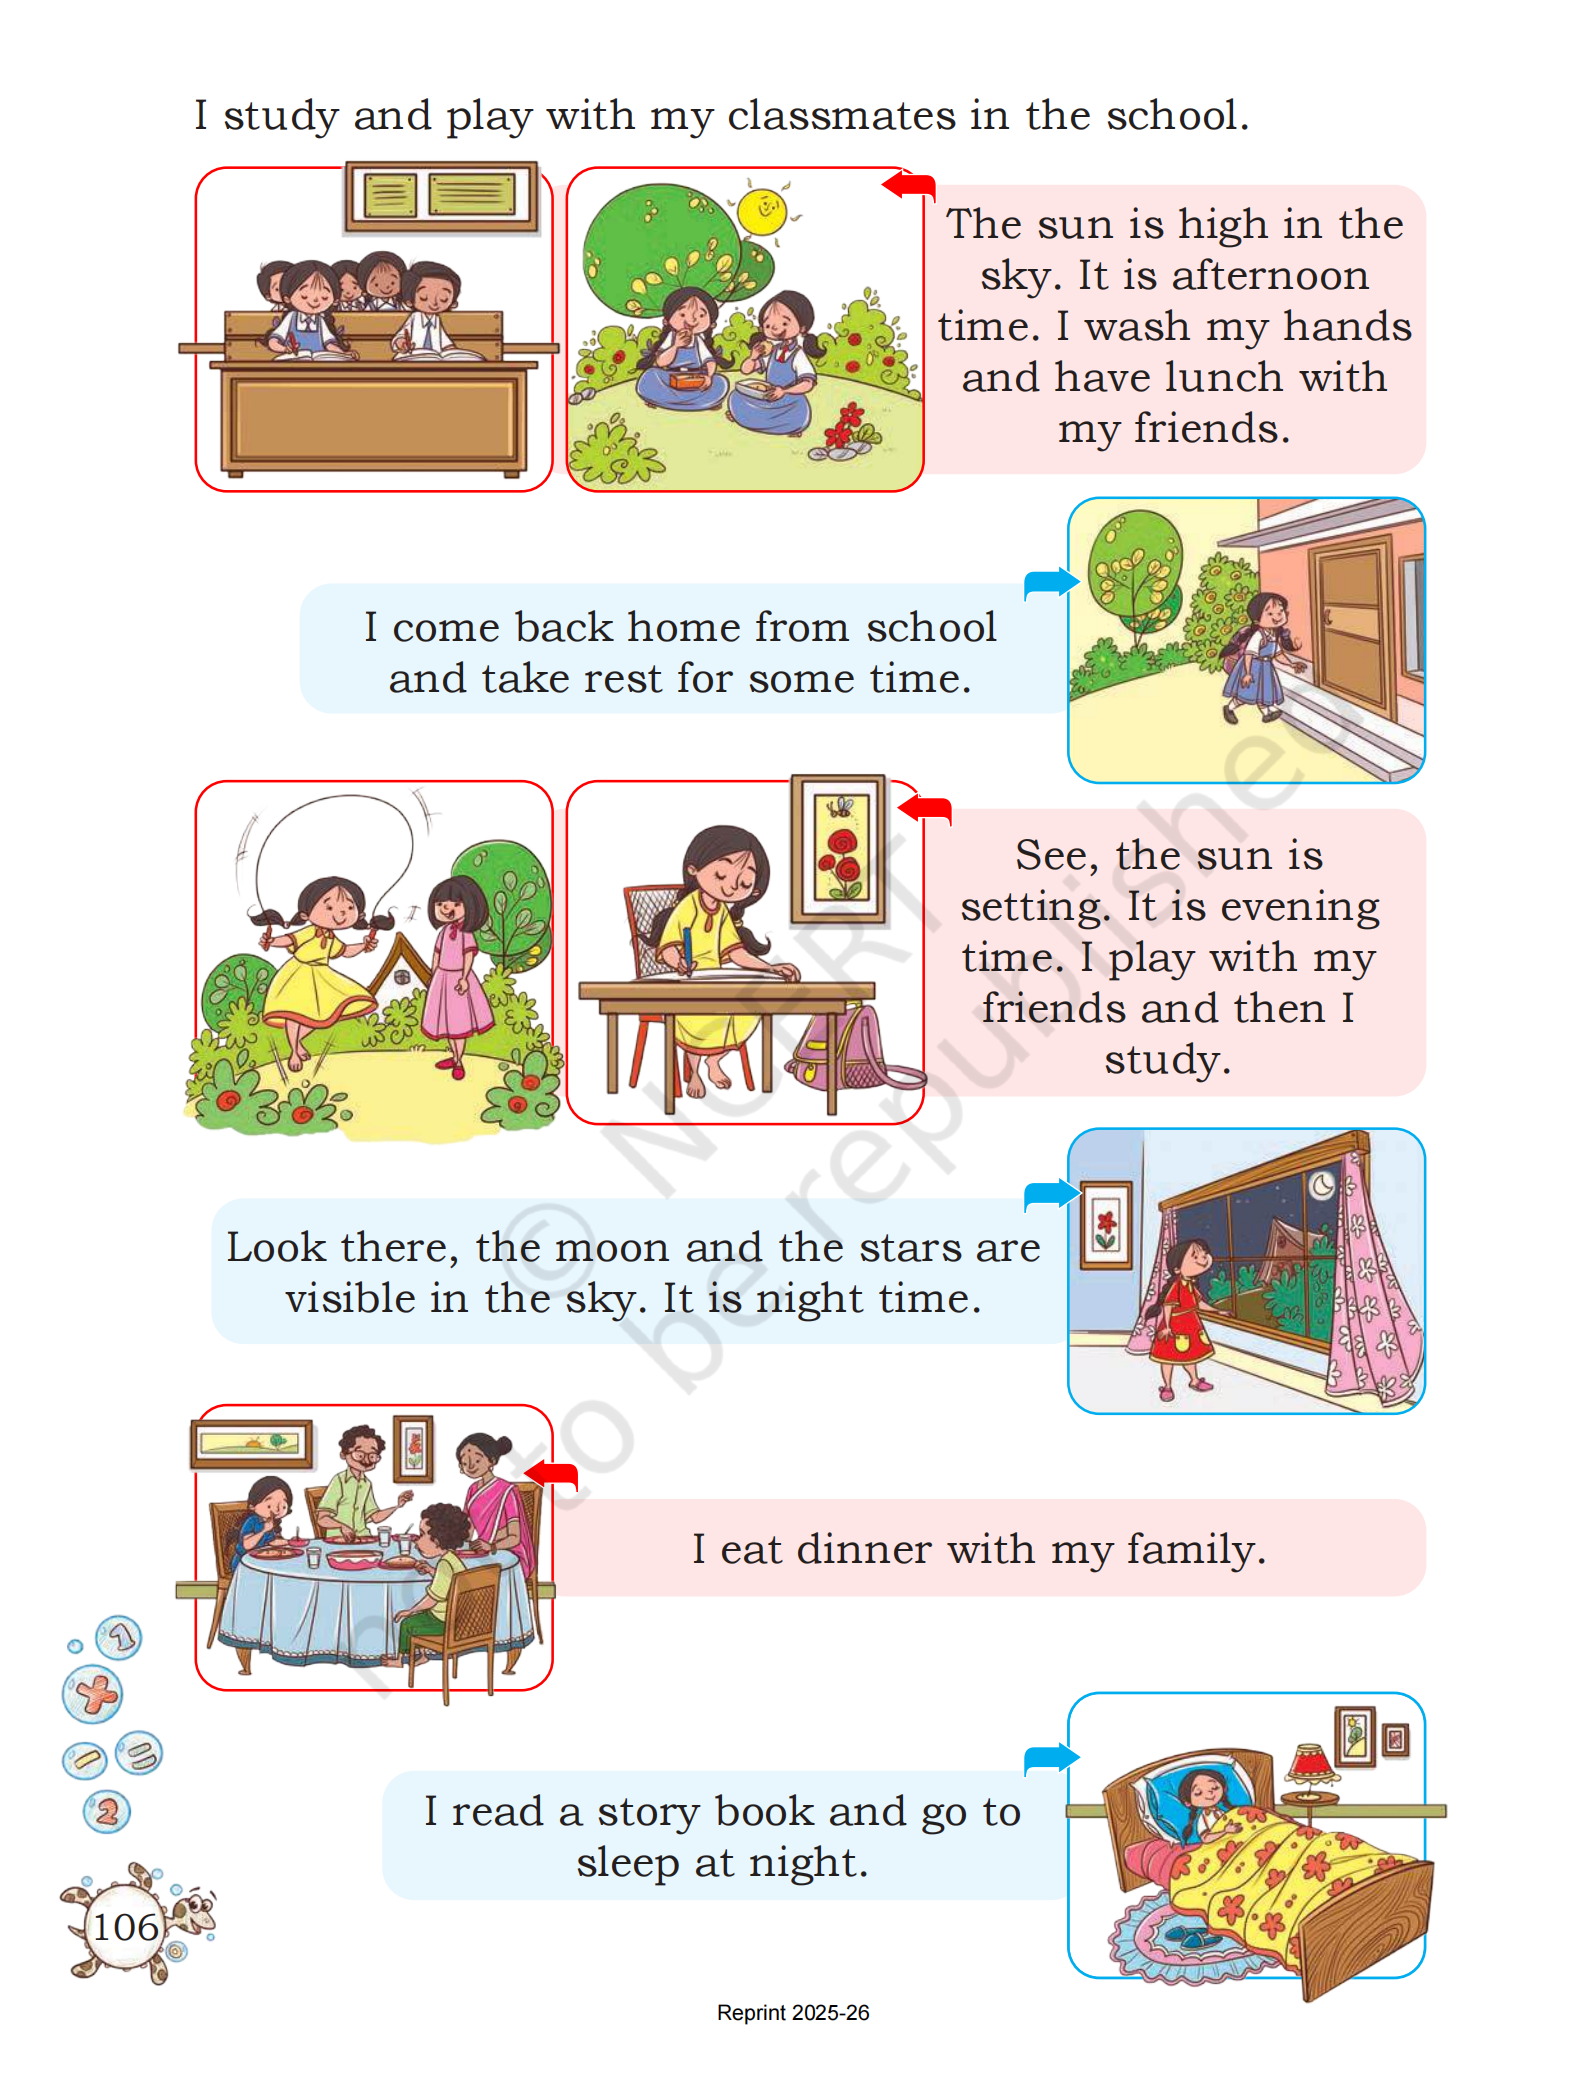 I study and play with my classmates in the school.
The sun is high in the
sky. It is afternoon
time. I wash my hands
and have lunch with
my friends.
I come back home from school
and take rest for some time.
See, the sun is
setting. It is evening
time. I play with my
friends and then I
study.
Look there, the moon and the stars are
visible in the sky. It is night time.
I eat dinner with my family.
I read a story book and go to
sleep at night.
1
2
106
© NCERT
not to be republished
Reprint 2025-26